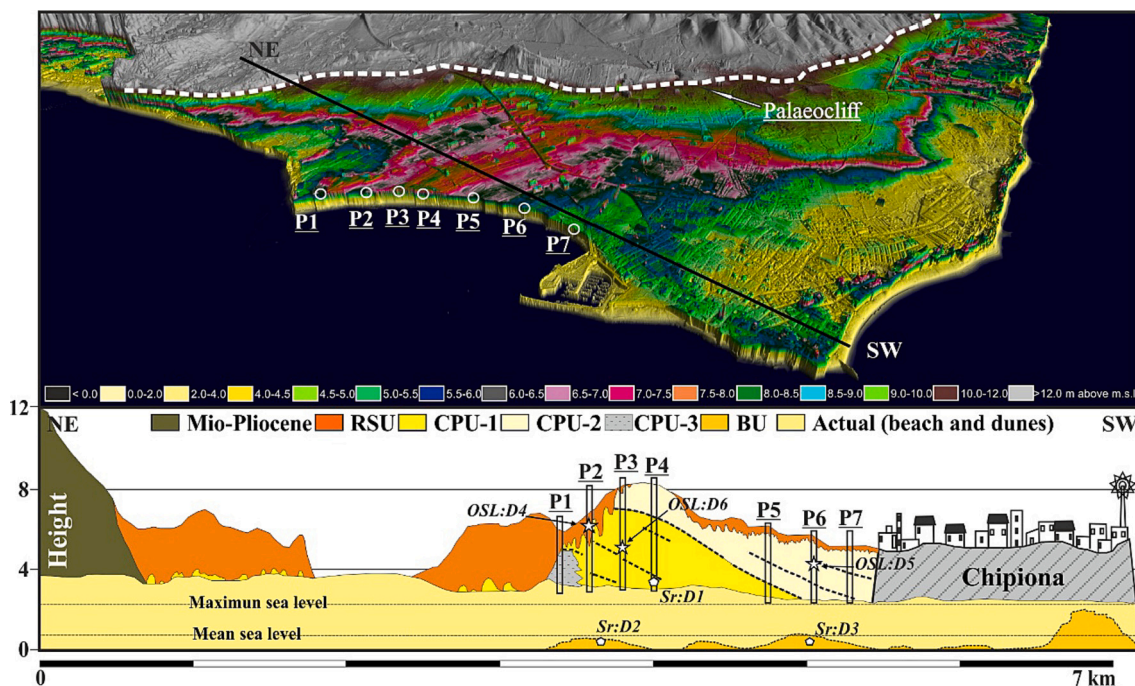 NE
Palaeocliff
P1 P2 P3 P4 P5 P6 P7
SW
< 0.0 0.0-2.0 2.0-4.0 4.0-4.5 4.5-5.0 5.0-5.5 5.5-6.0 6.0-6.5 6.5-7.0 7.0-7.5 7.5-8.0 8.0-8.5 8.5-9.0 9.0-10.0 10.0-12.0 >12.0 m above m.s.l
12 NE Mio-Pliocene RSU CPU-1 CPU-2 CPU-3 BU Actual (beach and dunes) SW
8
4
0
Height
P1 P2 P3 P4 P5 P6 P7
OSL:D4
OSL:D6
OSL:D5
Chipiona
Maximun sea level
Sr:D1
Mean sea level
Sr:D2
Sr:D3
0 7 km